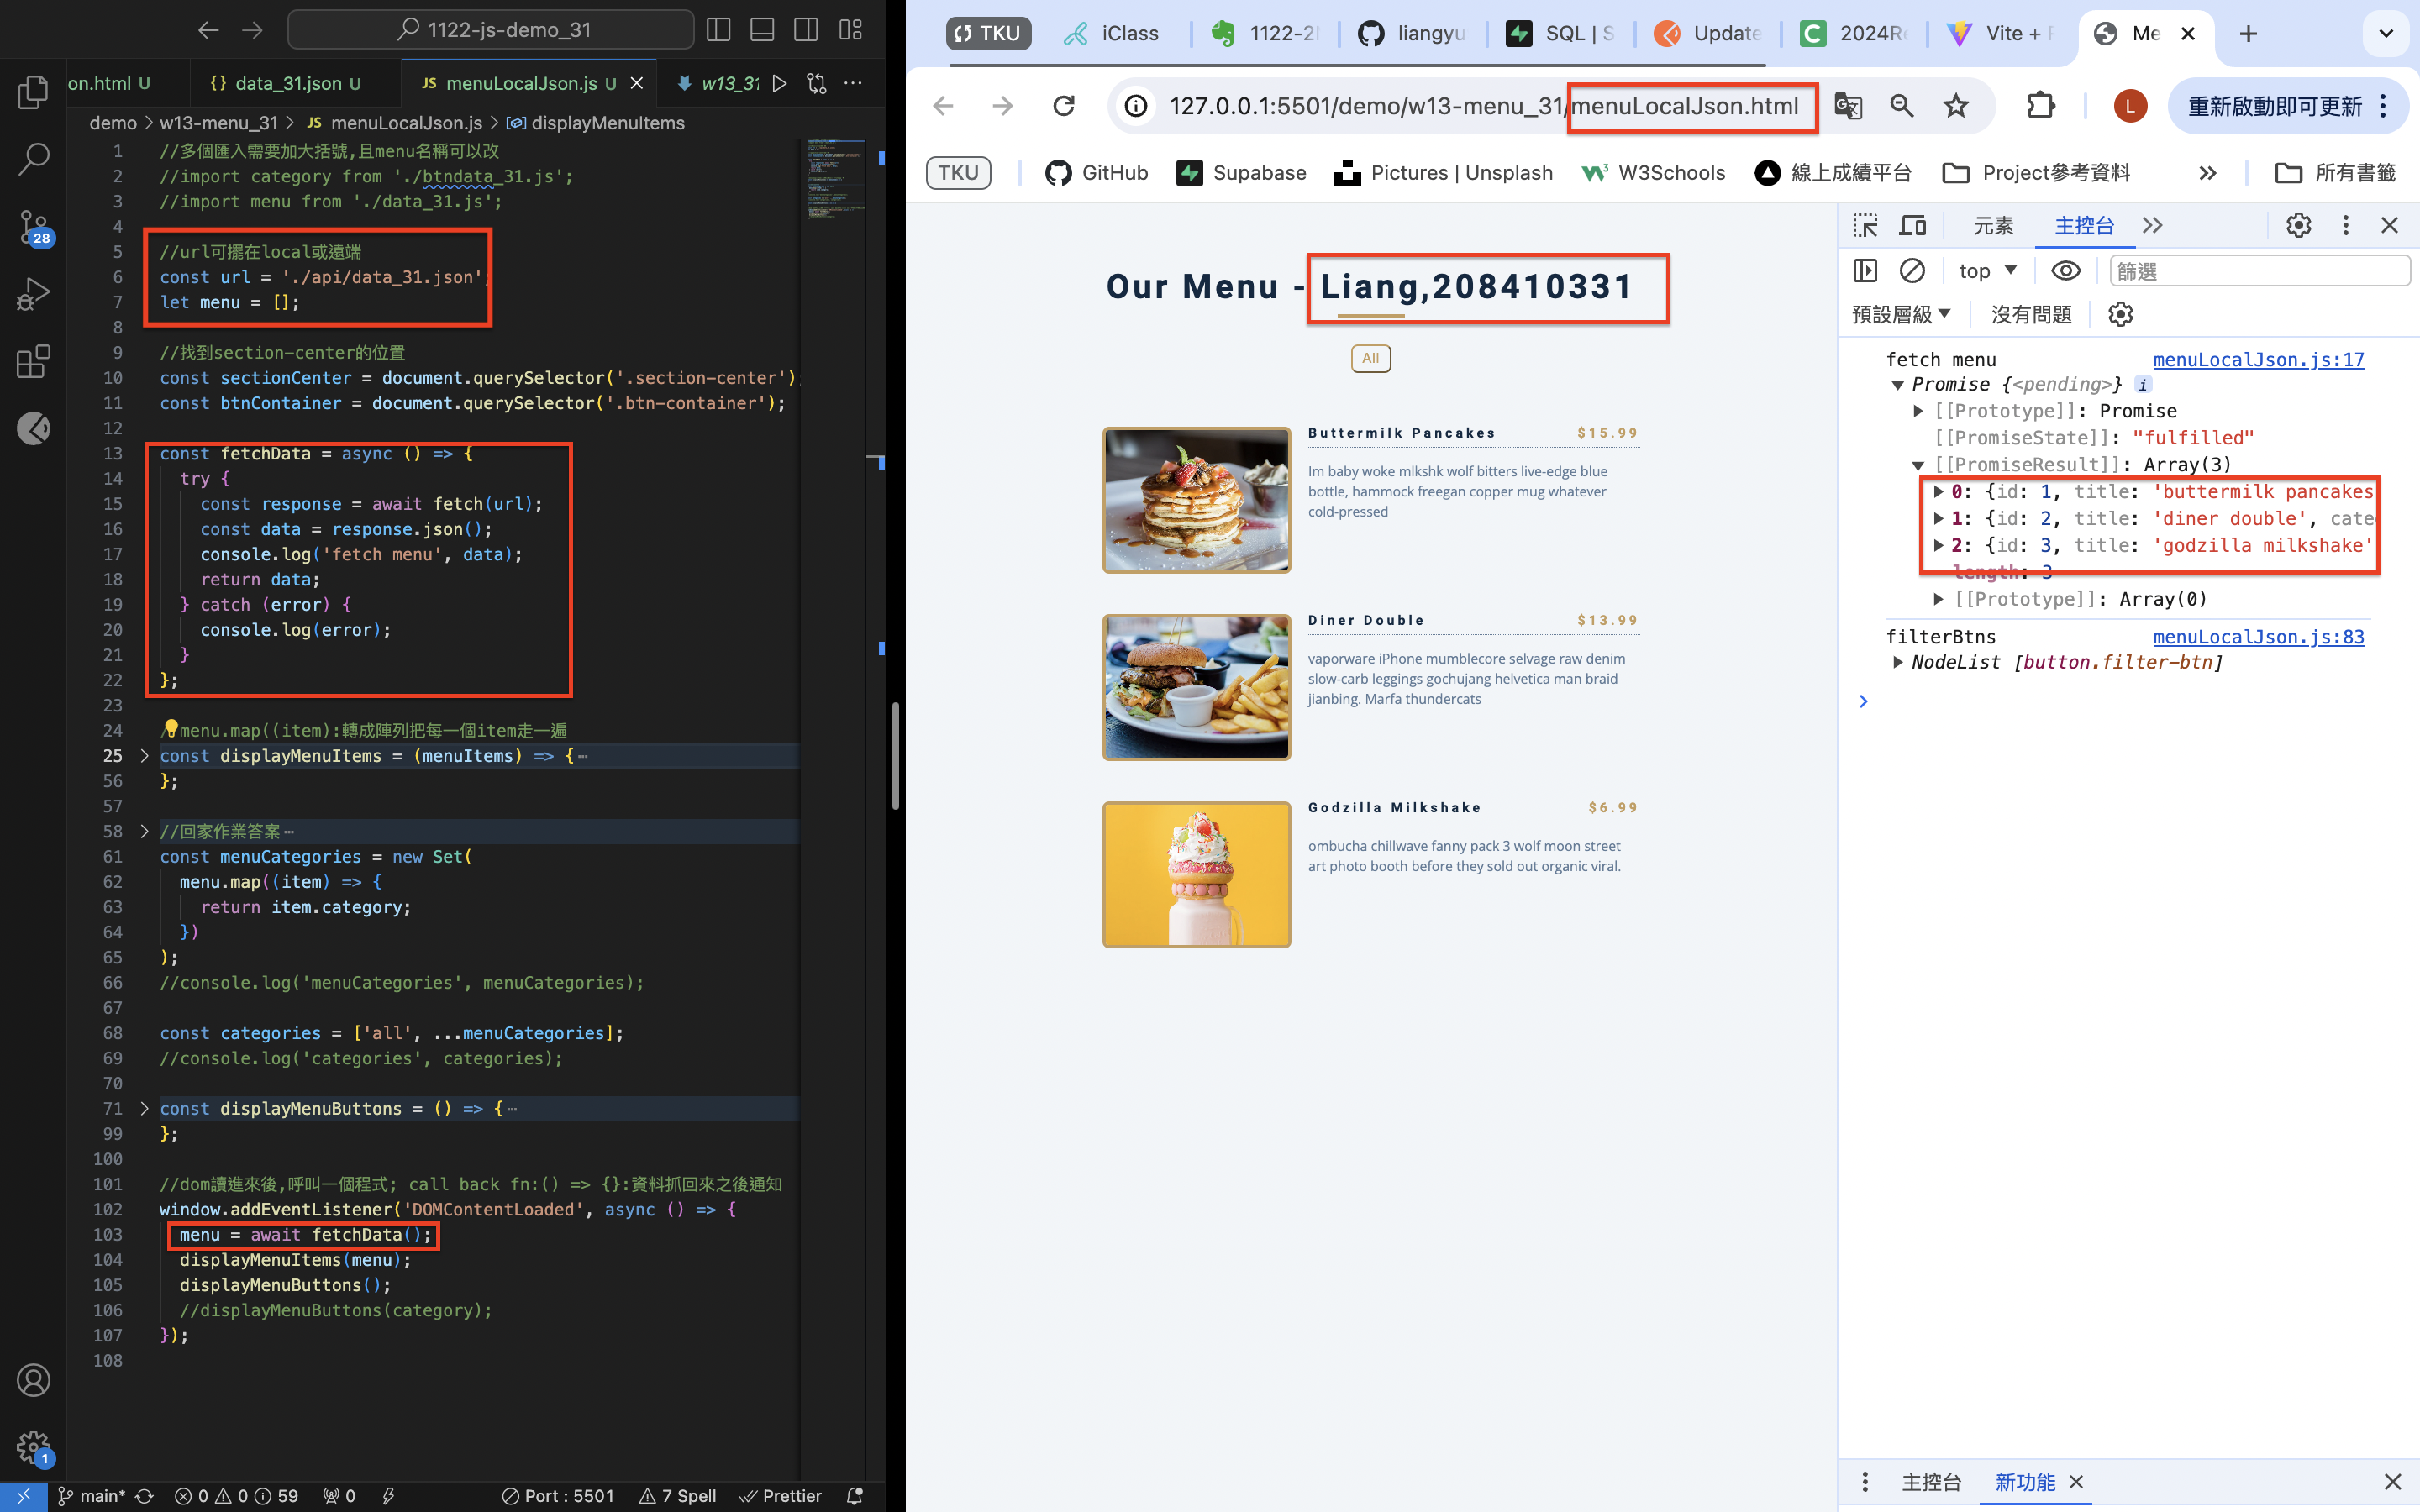 1122-js-demo_31
on.html U
{} data_31.json U
JS menuLocalJson.js U
w13_31
demo > w13-menu_31 > JS menuLocalJson.js > displayMenuItems
1 //多個匯入需要加大括號,且menu名稱可以改
2 //import category from './btndata_31.js';
3 //import menu from './data_31.js';
4
5 //url可擺在local或遠端
6 const url = './api/data_31.json';
7 let menu = [];
8
9 //找到section-center的位置
10 const sectionCenter = document.querySelector('.section-center');
11 const btnContainer = document.querySelector('.btn-container');
12
13 const fetchData = async () => {
14 try {
15 const response = await fetch(url);
16 const data = response.json();
17 console.log('fetch menu', data);
18 return data;
19 } catch (error) {
20 console.log(error);
21 }
22 };
23
24 /menu.map((item):轉成陣列把每一個item走一遍
25 const displayMenuItems = (menuItems) => {⋯
56 };
57
58 //回家作業答案⋯
61 const menuCategories = new Set(
62 menu.map((item) => {
63 return item.category;
64 })
65 );
66 //console.log('menuCategories', menuCategories);
67
68 const categories = ['all', ...menuCategories];
69 //console.log('categories', categories);
70
71 const displayMenuButtons = () => {⋯
99 };
100
101 //dom讀進來後,呼叫一個程式; call back fn:() => {}:資料抓回來之後通知
102 window.addEventListener('DOMContentLoaded', async () => {
103 menu = await fetchData();
104 displayMenuItems(menu);
105 displayMenuButtons();
106 //displayMenuButtons(category);
107 });
108
28
1
main* 0 0 59 0 Port : 5501 7 Spell Prettier
TKU iClass 1122-2 liangyu SQL | S Update 2024Re Vite + Me
127.0.0.1:5501/demo/w13-menu_31/menuLocalJson.html
L
重新啟動即可更新
TKU GitHub Supabase Pictures | Unsplash W3Schools 線上成績平台 Project參考資料 » 所有書籤
Our Menu - Liang,208410331
All
Buttermilk Pancakes $15.99
Im baby woke mlkshk wolf bitters live-edge blue
bottle, hammock freegan copper mug whatever
cold-pressed
Diner Double $13.99
vaporware iPhone mumblecore selvage raw denim
slow-carb leggings gochujang helvetica man braid
jianbing. Marfa thundercats
Godzilla Milkshake $6.99
ombucha chillwave fanny pack 3 wolf moon street
art photo booth before they sold out organic viral.
元素 主控台
top 篩選
預設層級 沒有問題
fetch menu menuLocalJson.js:17
Promise {<pending>} i
[[Prototype]]: Promise
[[PromiseState]]: "fulfilled"
[[PromiseResult]]: Array(3)
0: {id: 1, title: 'buttermilk pancakes
1: {id: 2, title: 'diner double', cate
2: {id: 3, title: 'godzilla milkshake'
length: 3
[[Prototype]]: Array(0)
filterBtns menuLocalJson.js:83
NodeList [button.filter-btn]
主控台 新功能